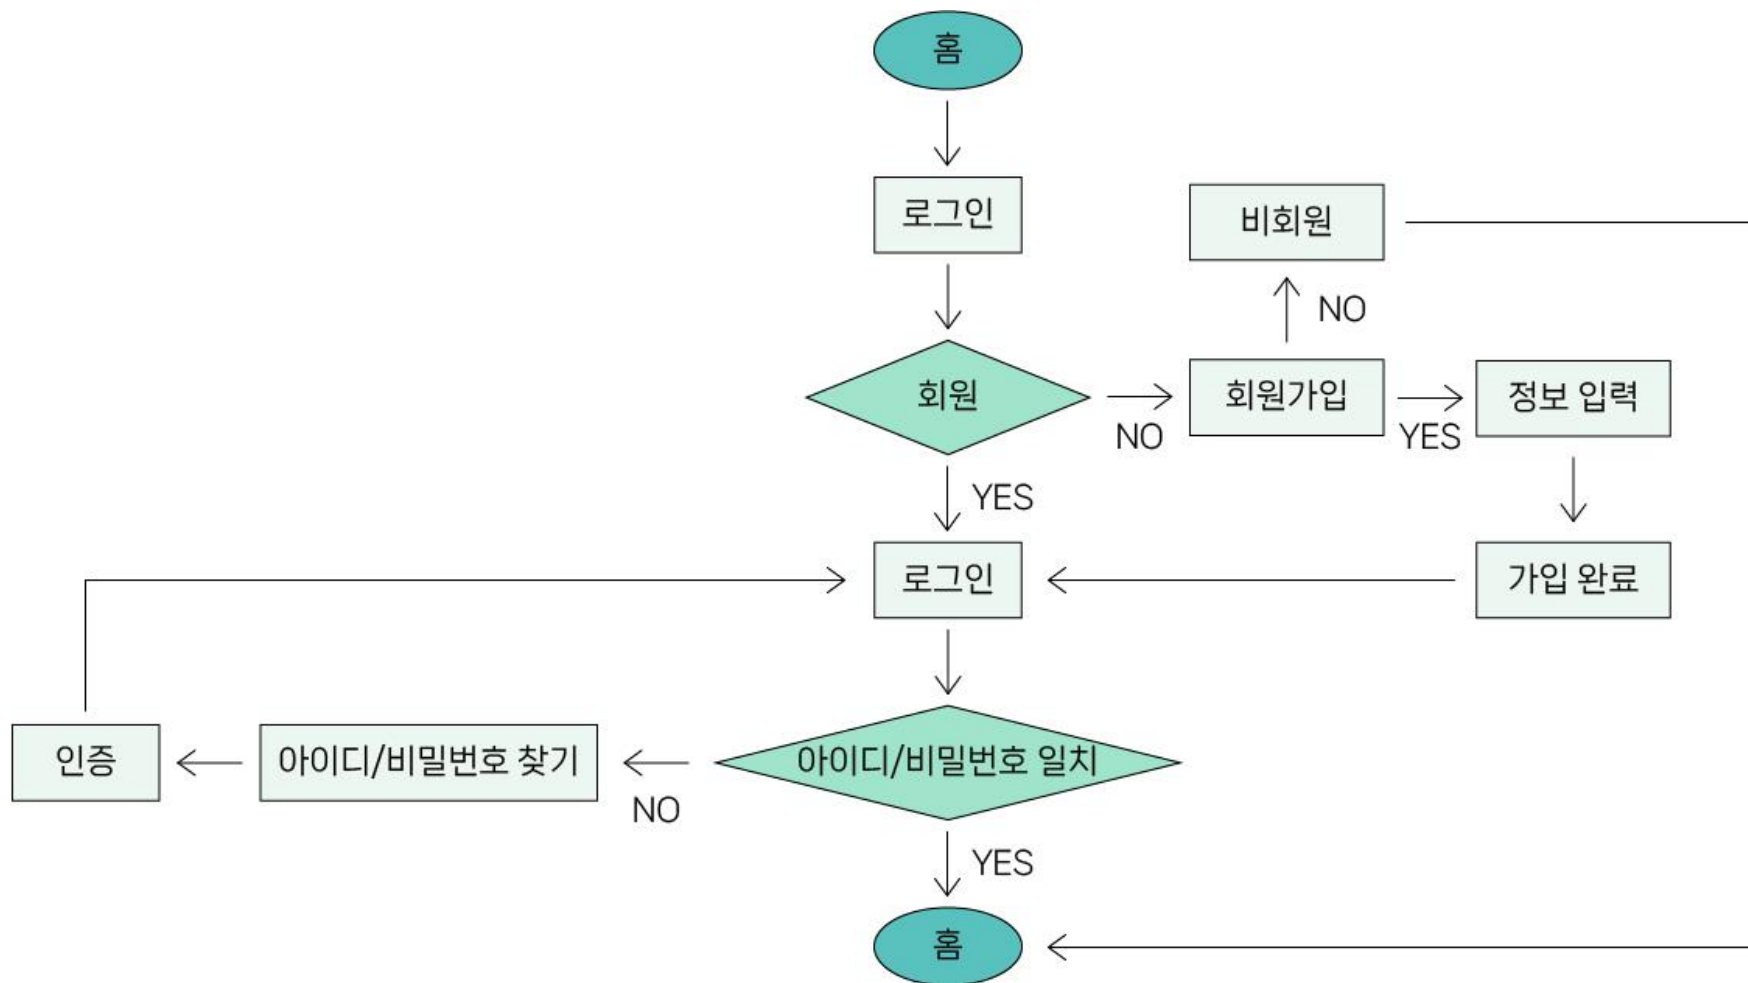 홈
로그인
비회원
NO
회원
NO
회원가입
YES
정보 입력
YES
로그인
가입 완료
인증
아이디/비밀번호 찾기
NO
아이디/비밀번호 일치
YES
홈